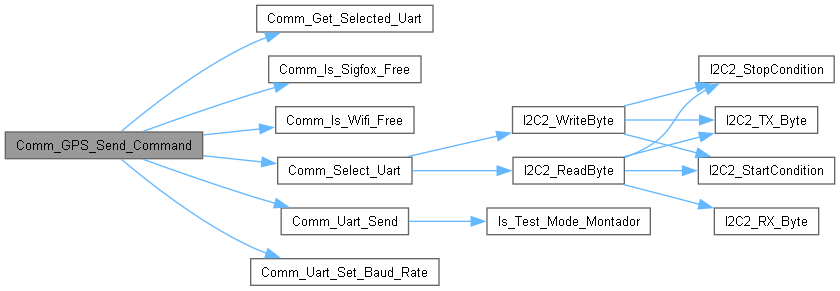 Comm_GPS_Send_Command
Comm_Get_Selected_Uart
Comm_Is_Sigfox_Free
Comm_Is_Wifi_Free
Comm_Select_Uart
Comm_Uart_Send
Comm_Uart_Set_Baud_Rate
I2C2_WriteByte
I2C2_ReadByte
Is_Test_Mode_Montador
I2C2_StopCondition
I2C2_TX_Byte
I2C2_StartCondition
I2C2_RX_Byte